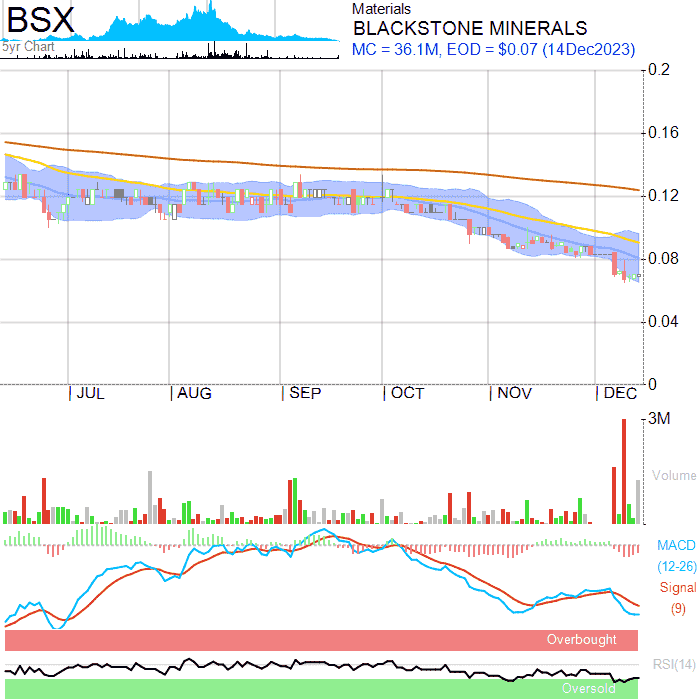 BSX
5yr Chart
Materials
BLACKSTONE MINERALS
MC = 36.1M, EOD = $0.07 (14Dec2023)
0.2
0.16
0.12
0.08
0.04
0
JUL AUG SEP OCT NOV DEC
3M
Volume
MACD
(12-26)
Signal
(9)
Overbought
RSI(14)
Oversold